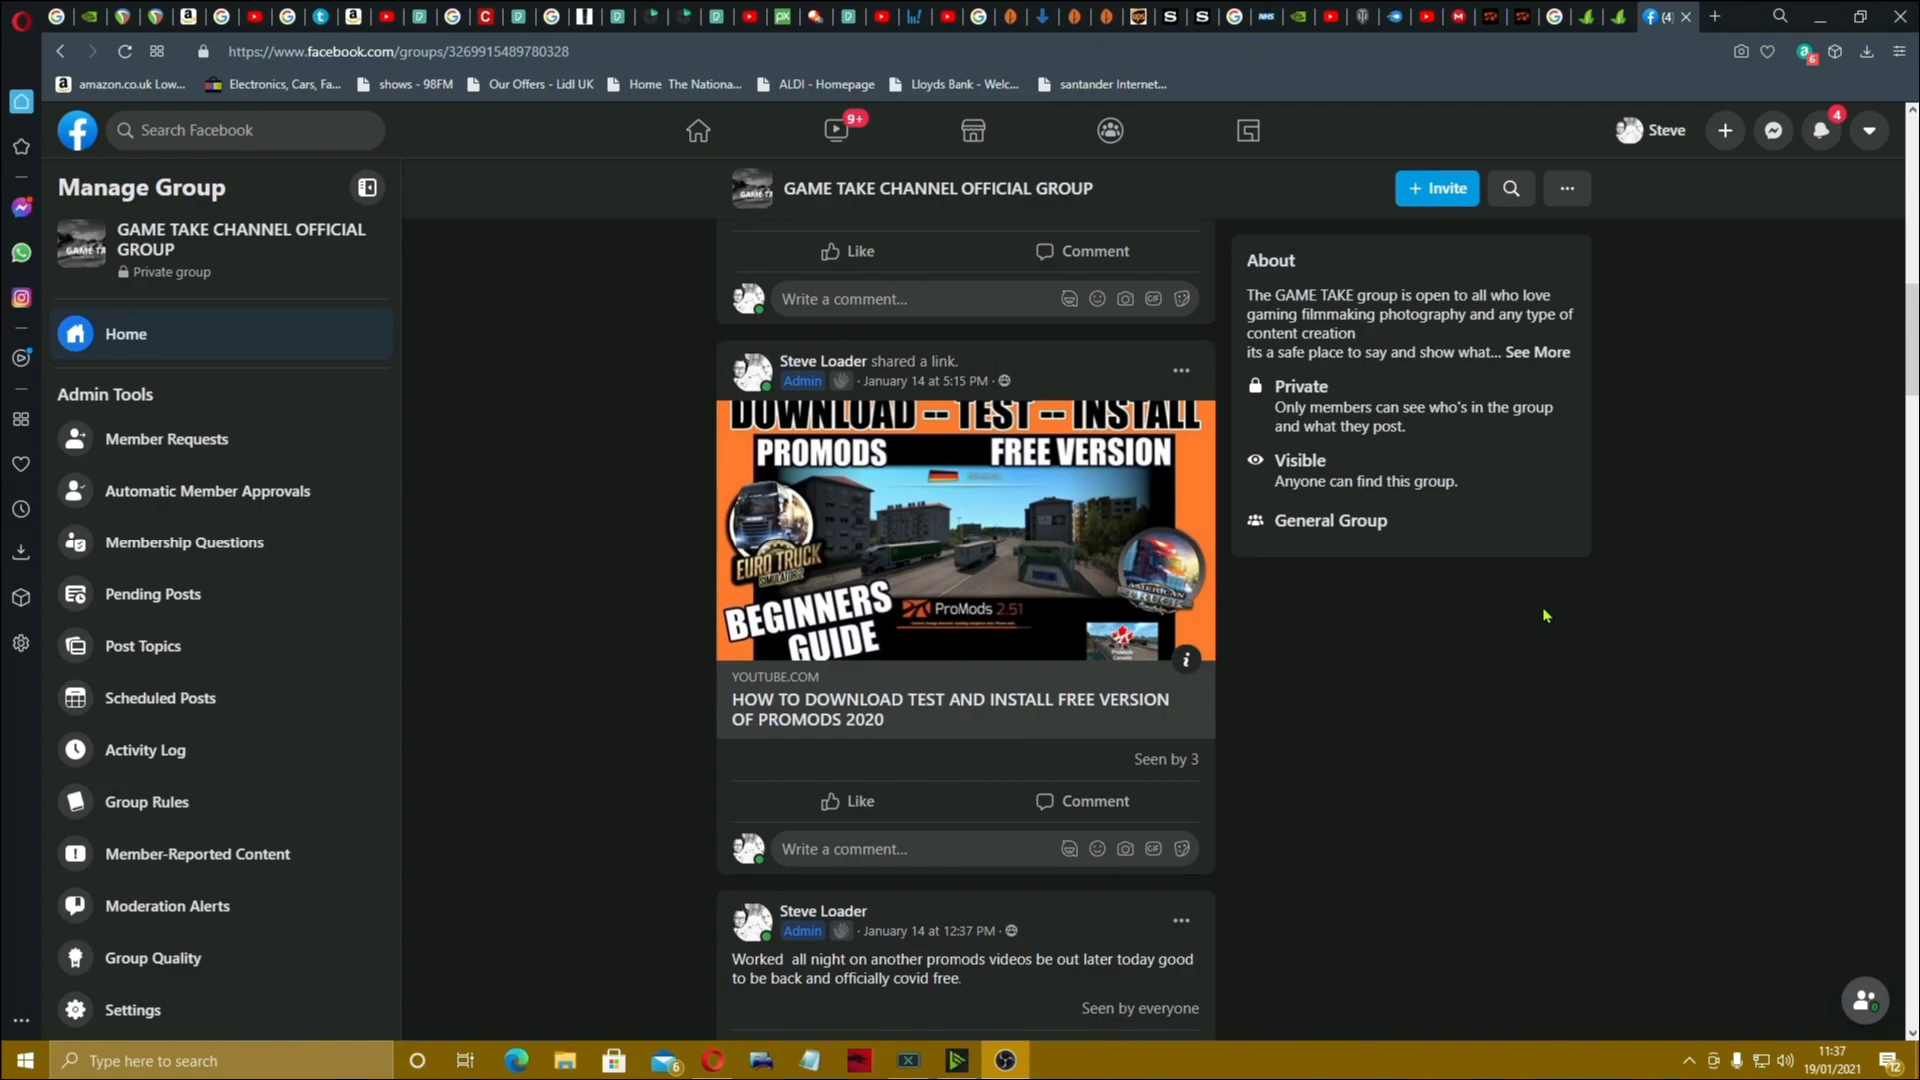 (4)
https://www.facebook.com/groups/3269915489780328
6
amazon.co.uk Low...
Electronics, Cars, Fa...
shows - 98FM
Our Offers - Lidl UK
Home The Nationa...
ALDI - Homepage
Lloyds Bank - Welc...
santander Internet...
Search Facebook
9+
Steve
4
Manage Group
GAME TAKE CHANNEL OFFICIAL
GROUP
Private group
Home
Admin Tools
Member Requests
Automatic Member Approvals
Membership Questions
Pending Posts
Post Topics
Scheduled Posts
Activity Log
Group Rules
Member-Reported Content
Moderation Alerts
Group Quality
Settings
GAME TAKE CHANNEL OFFICIAL GROUP
+ Invite
Like
Comment
Write a comment...
GIF
Steve Loader shared a link.
Admin · January 14 at 5:15 PM ·
DOWNLOAD -- TEST -- INSTALL
PROMODS FREE VERSION
EURO TRUCK
SIMULATOR 2
AMERICAN
BEGINNERS
GUIDE
ProMods 2.51
ProMods
Canada
YOUTUBE.COM
HOW TO DOWNLOAD TEST AND INSTALL FREE VERSION
OF PROMODS 2020
Seen by 3
Like
Comment
Write a comment...
GIF
Steve Loader
Admin · January 14 at 12:37 PM ·
Worked all night on another promods videos be out later today good
to be back and officially covid free.
Seen by everyone
About
The GAME TAKE group is open to all who love
gaming filmmaking photography and any type of
content creation
its a safe place to say and show what... See More
Private
Only members can see who's in the group
and what they post.
Visible
Anyone can find this group.
General Group
Type here to search
6
11:37
19/01/2021
12